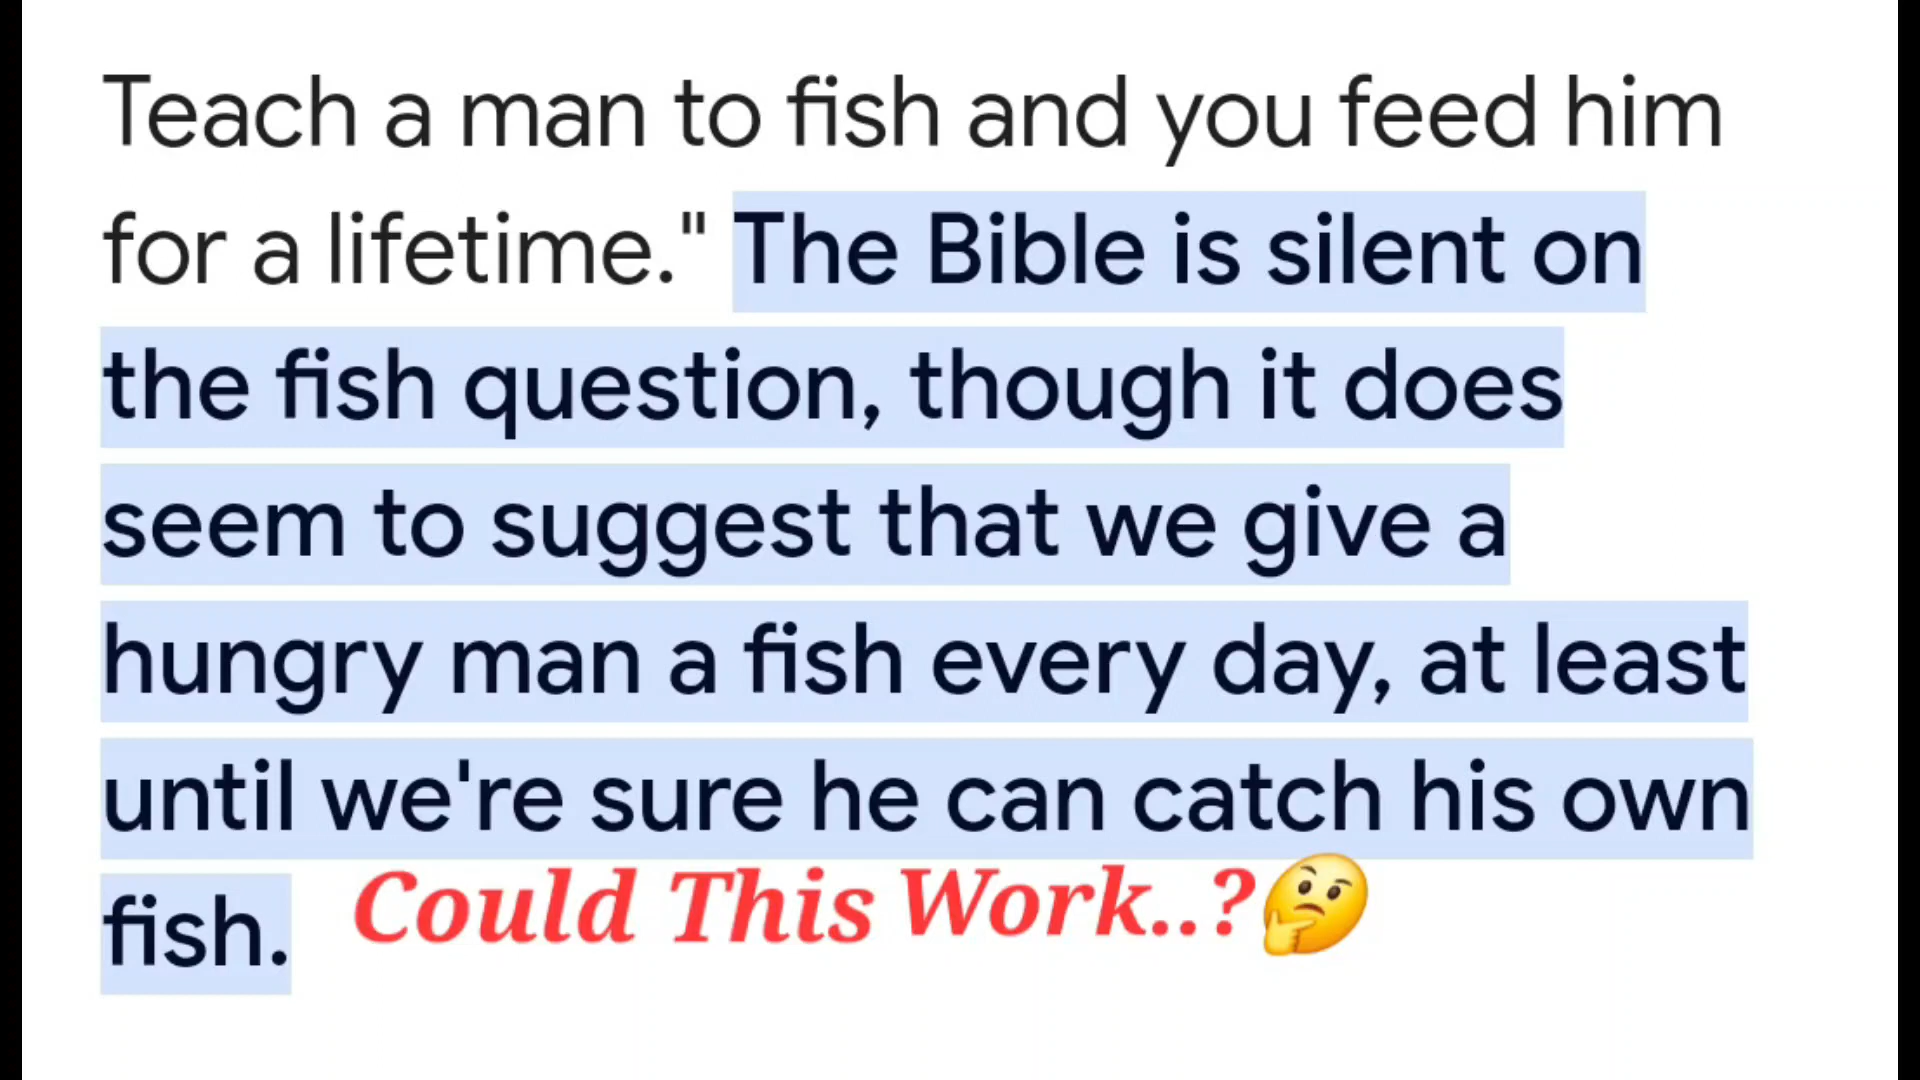 Teach a man to fish and you feed him
for a lifetime." The Bible is silent on
the fish question, though it does
seem to suggest that we give a
hungry man a fish every day, at least
until we're sure he can catch his own
fish. Could This Work..?🤔